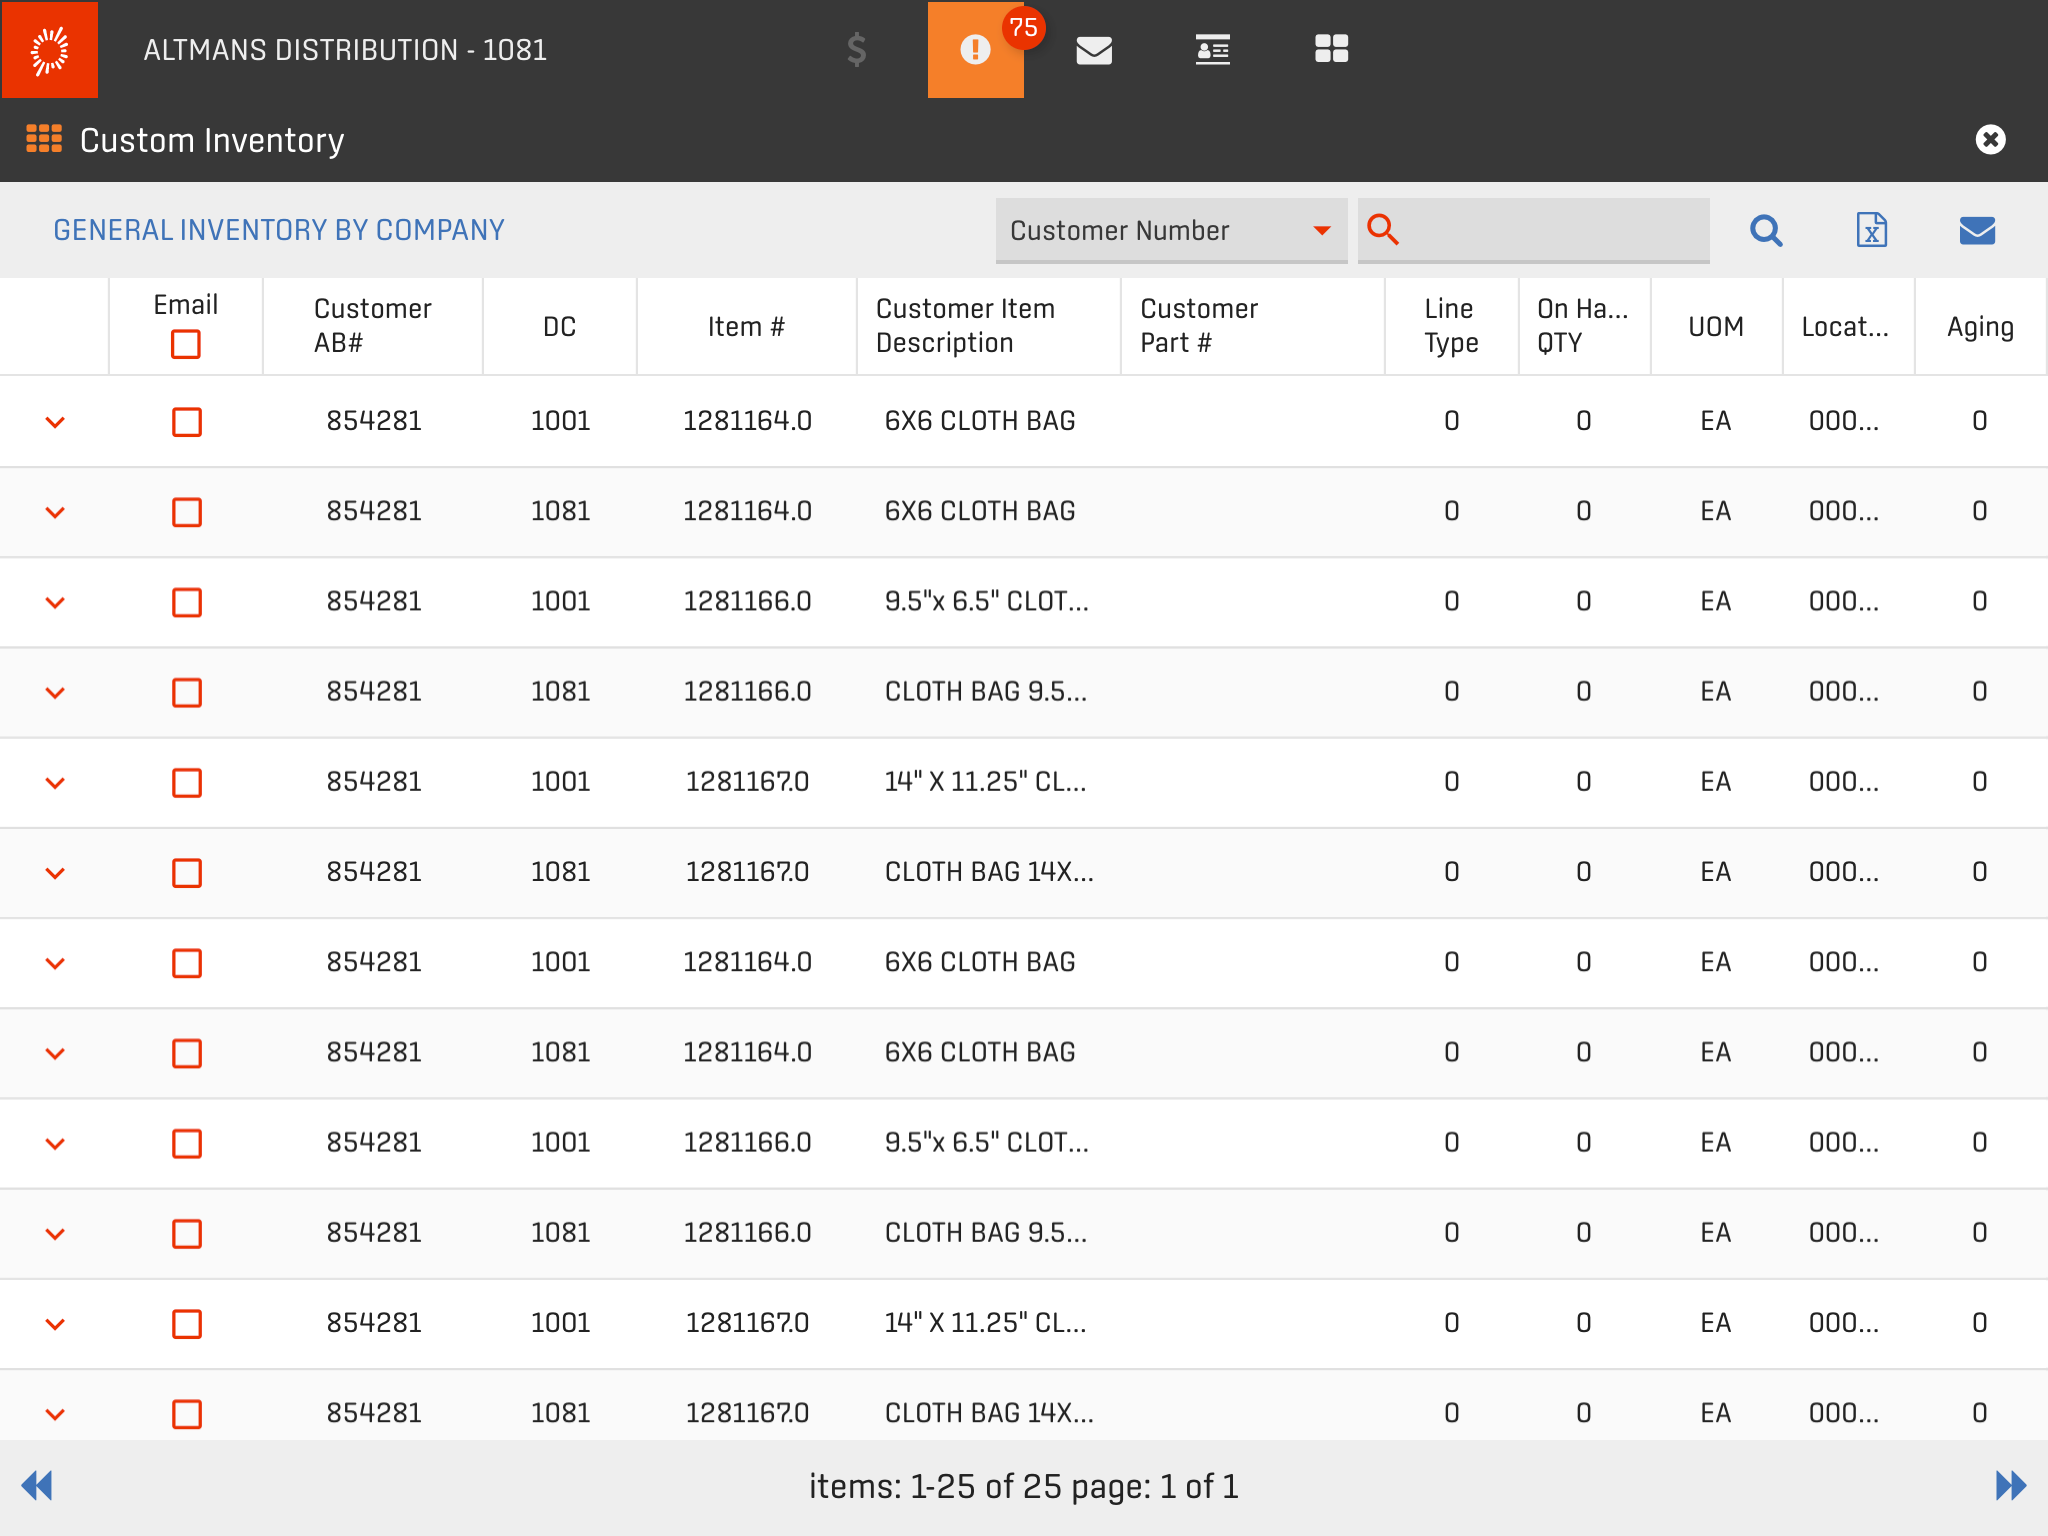 ALTMANS DISTRIBUTION - 1081
$
75
Custom Inventory
GENERAL INVENTORY BY COMPANY
Customer Number
Email
Customer AB#
DC
Item #
Customer Item Description
Customer Part #
Line Type
On Ha... QTY
UOM
Locat...
Aging
854281 1001 1281164.0 6X6 CLOTH BAG 0 0 EA 000... 0
854281 1081 1281164.0 6X6 CLOTH BAG 0 0 EA 000... 0
854281 1001 1281166.0 9.5"x 6.5" CLOT... 0 0 EA 000... 0
854281 1081 1281166.0 CLOTH BAG 9.5... 0 0 EA 000... 0
854281 1001 1281167.0 14" X 11.25" CL... 0 0 EA 000... 0
854281 1081 1281167.0 CLOTH BAG 14X... 0 0 EA 000... 0
854281 1001 1281164.0 6X6 CLOTH BAG 0 0 EA 000... 0
854281 1081 1281164.0 6X6 CLOTH BAG 0 0 EA 000... 0
854281 1001 1281166.0 9.5"x 6.5" CLOT... 0 0 EA 000... 0
854281 1081 1281166.0 CLOTH BAG 9.5... 0 0 EA 000... 0
854281 1001 1281167.0 14" X 11.25" CL... 0 0 EA 000... 0
854281 1081 1281167.0 CLOTH BAG 14X... 0 0 EA 000... 0
items: 1-25 of 25 page: 1 of 1